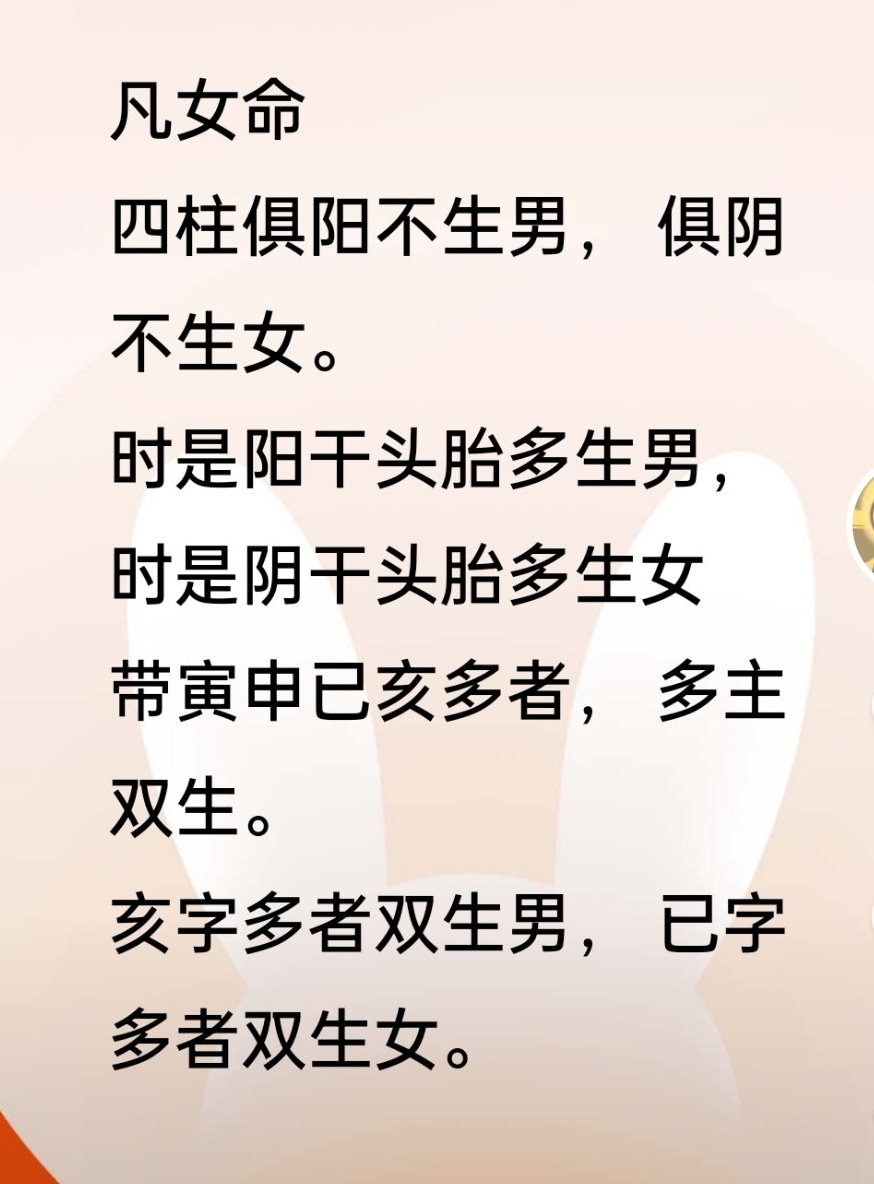 凡女命
四柱俱阳不生男， 俱阴
不生女。
时是阳干头胎多生男，
时是阴干头胎多生女
带寅申已亥多者， 多主
双生。
亥字多者双生男， 已字
多者双生女。